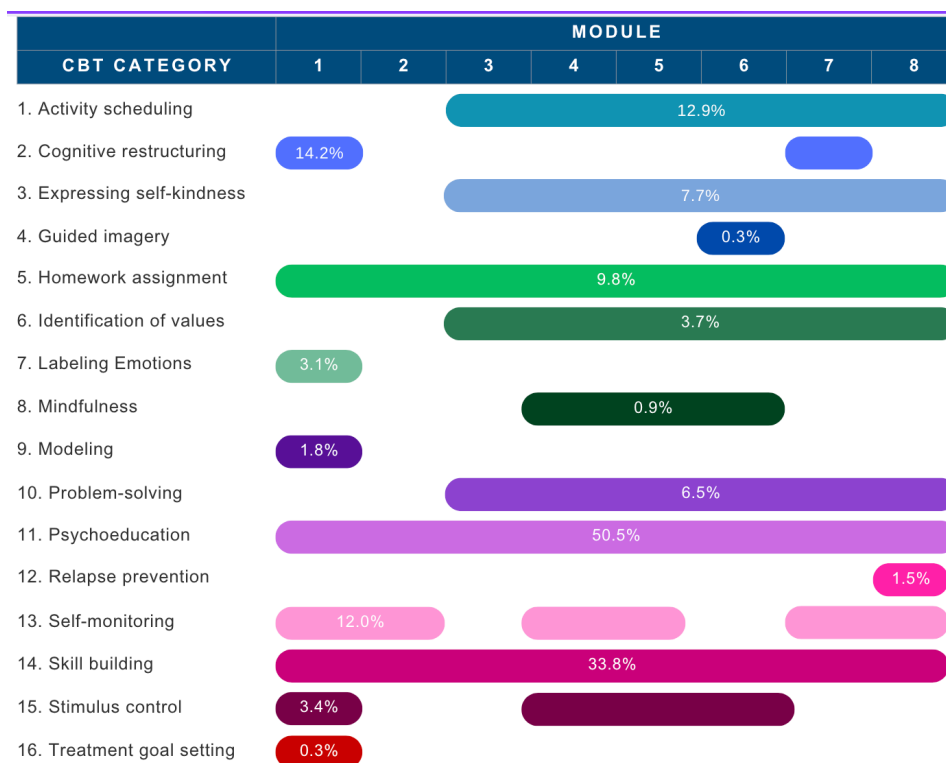 MODULE
CBT CATEGORY 1 2 3 4 5 6 7 8
1. Activity scheduling 12.9%
2. Cognitive restructuring 14.2%
3. Expressing self-kindness 7.7%
4. Guided imagery 0.3%
5. Homework assignment 9.8%
6. Identification of values 3.7%
7. Labeling Emotions 3.1%
8. Mindfulness 0.9%
9. Modeling 1.8%
10. Problem-solving 6.5%
11. Psychoeducation 50.5%
12. Relapse prevention 1.5%
13. Self-monitoring 12.0%
14. Skill building 33.8%
15. Stimulus control 3.4%
16. Treatment goal setting 0.3%